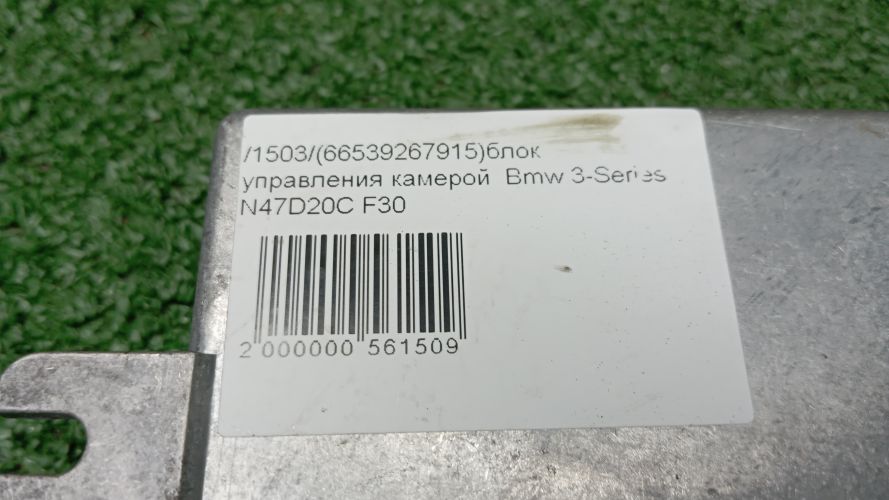 /1503/(66539267915)блок
управления камерой Bmw 3-Series
N47D20C F30
2 000000 561509